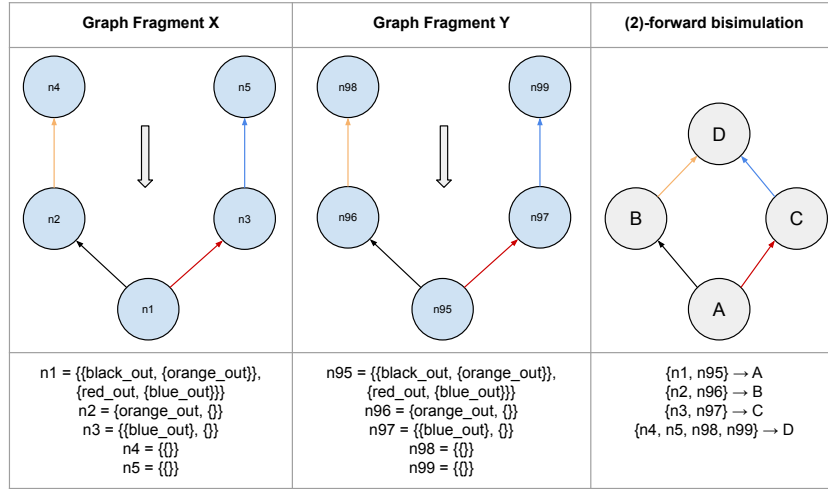 Graph Fragment X
Graph Fragment Y
(2)-forward bisimulation
n4
n5
n2
n3
n1
n98
n99
n96
n97
n95
D
B
C
A
n1 = {{black_out, {orange_out}},
{red_out, {blue_out}}}
n2 = {orange_out, {}}
n3 = {{blue_out}, {}}
n4 = {{}}
n5 = {{}}
n95 = {{black_out, {orange_out}},
{red_out, {blue_out}}}
n96 = {orange_out, {}}
n97 = {{blue_out}, {}}
n98 = {{}}
n99 = {{}}
{n1, n95} → A
{n2, n96} → B
{n3, n97} → C
{n4, n5, n98, n99} → D